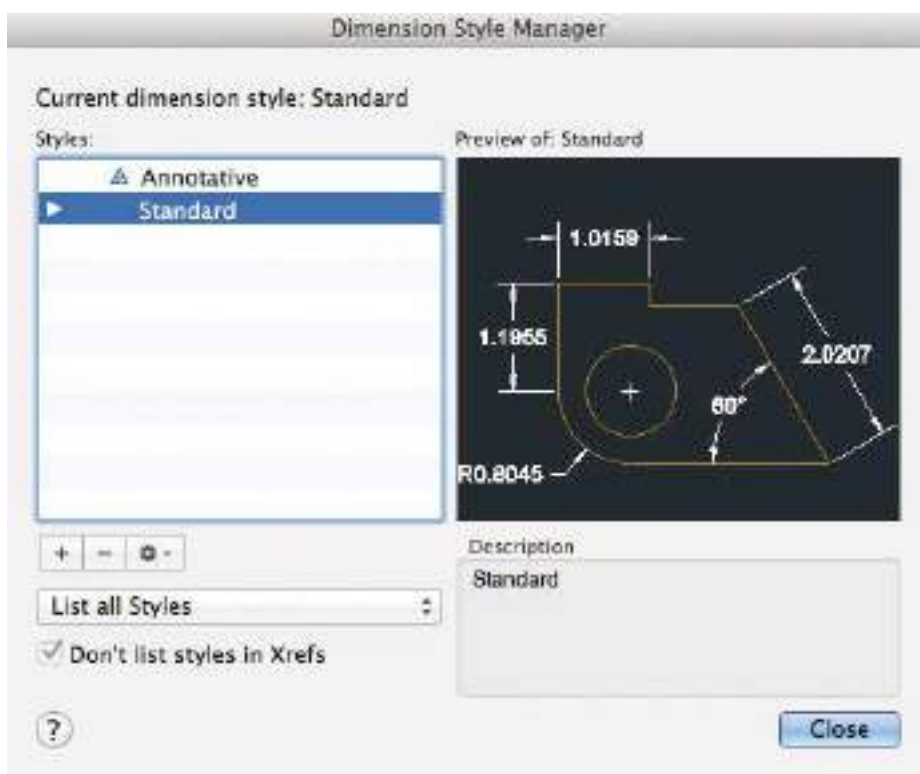 Dimension Style Manager
Current dimension style: Standard
Styles:
Preview of: Standard
Annotative
Standard
1.0159
1.1955
2.0207
60°
R0.8045
+ −
Description
Standard
List all Styles
Don't list styles in Xrefs
?
Close